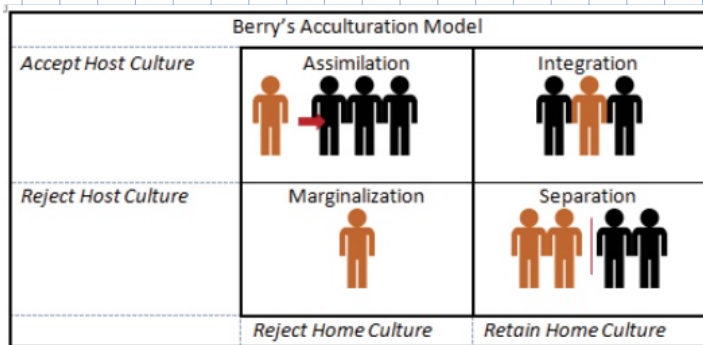 Berry's Acculturation Model
Accept Host Culture
Assimilation
Integration
Reject Host Culture
Marginalization
Separation
Reject Home Culture
Retain Home Culture